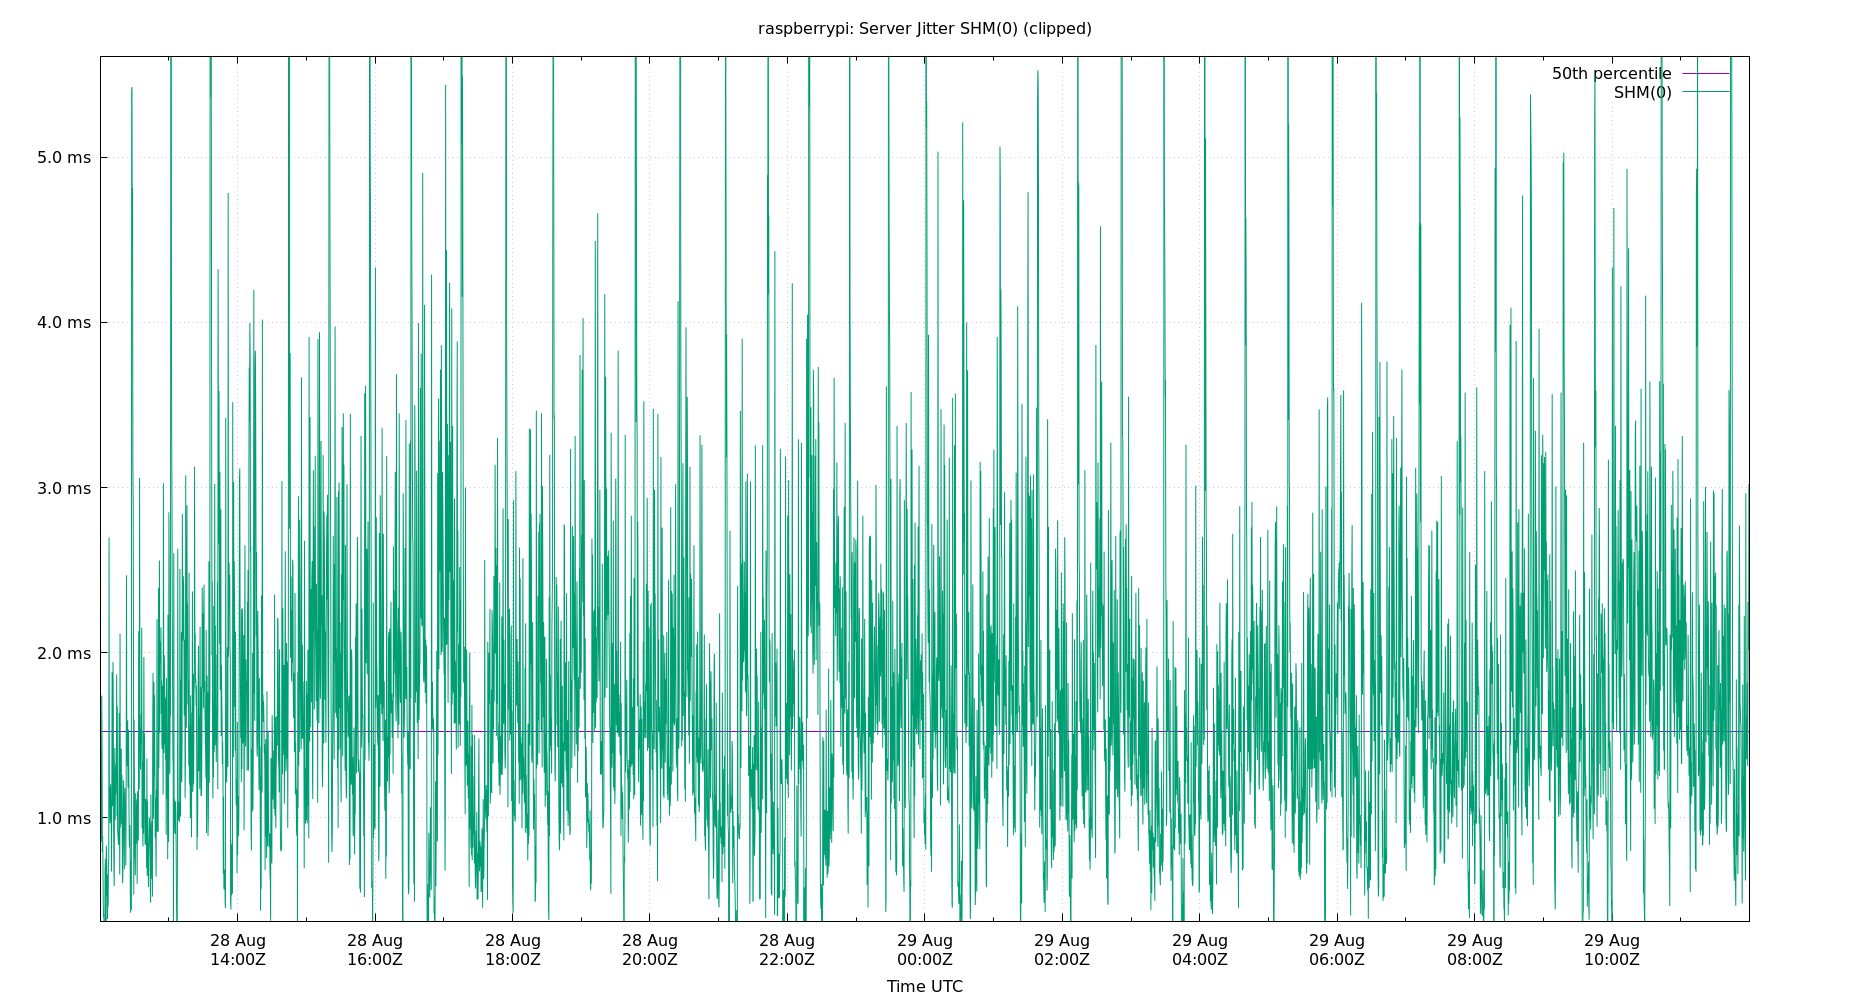 raspberrypi: Server Jitter SHM(0) (clipped)
50th percentile
SHM(0)
5.0 ms
4.0 ms
3.0 ms
2.0 ms
1.0 ms
28 Aug 28 Aug 28 Aug 28 Aug 28 Aug 29 Aug 29 Aug 29 Aug 29 Aug 29 Aug 29 Aug
14:00Z 16:00Z 18:00Z 20:00Z 22:00Z 00:00Z 02:00Z 04:00Z 06:00Z 08:00Z 10:00Z
Time UTC